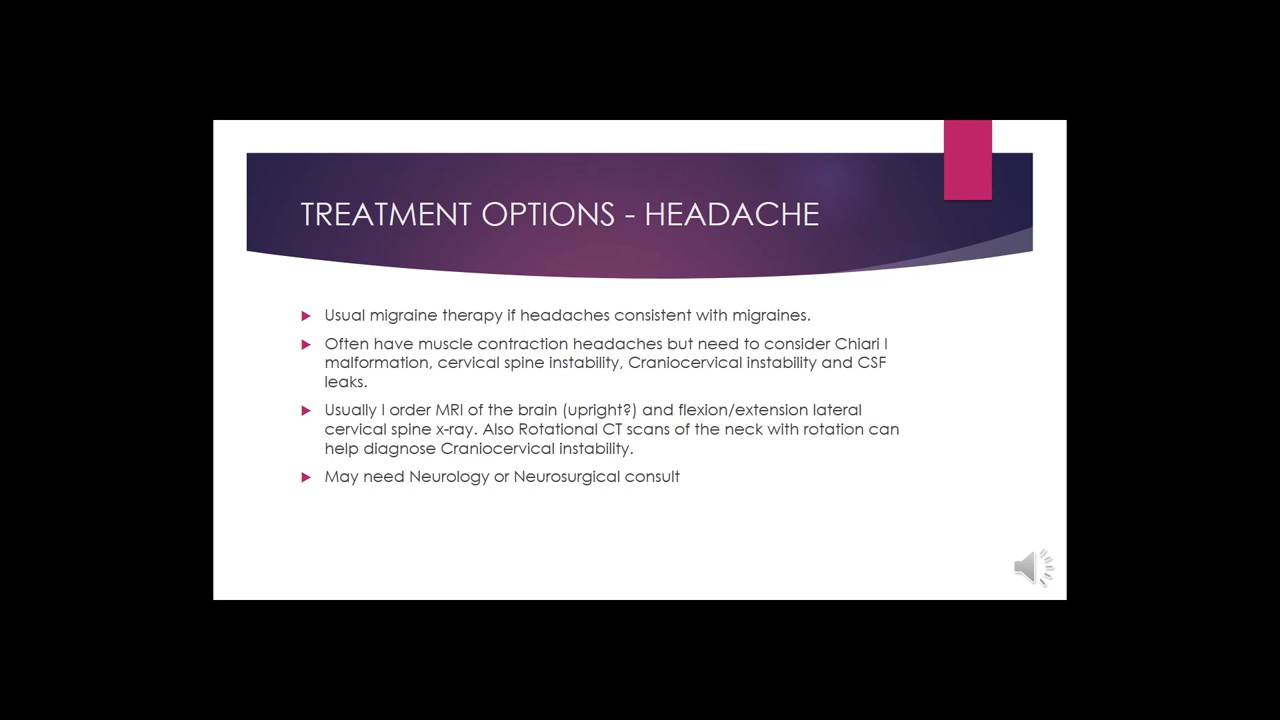 TREATMENT OPTIONS - HEADACHE
Usual migraine therapy if headaches consistent with migraines.
Often have muscle contraction headaches but need to consider Chiari I
malformation, cervical spine instability, Craniocervical instability and CSF
leaks.
Usually I order MRI of the brain (upright?) and flexion/extension lateral
cervical spine x-ray. Also Rotational CT scans of the neck with rotation can
help diagnose Craniocervical instability.
May need Neurology or Neurosurgical consult